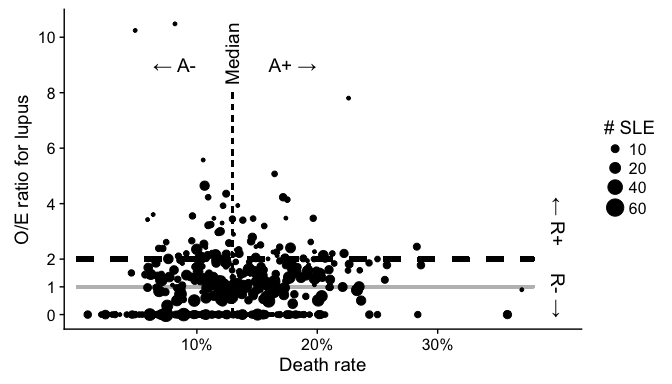 10
8
6
4
2
1
0
O/E ratio for lupus
← A-
Median
A+ →
R+ →
← R-
10%
20%
30%
Death rate
# SLE
10
20
40
60